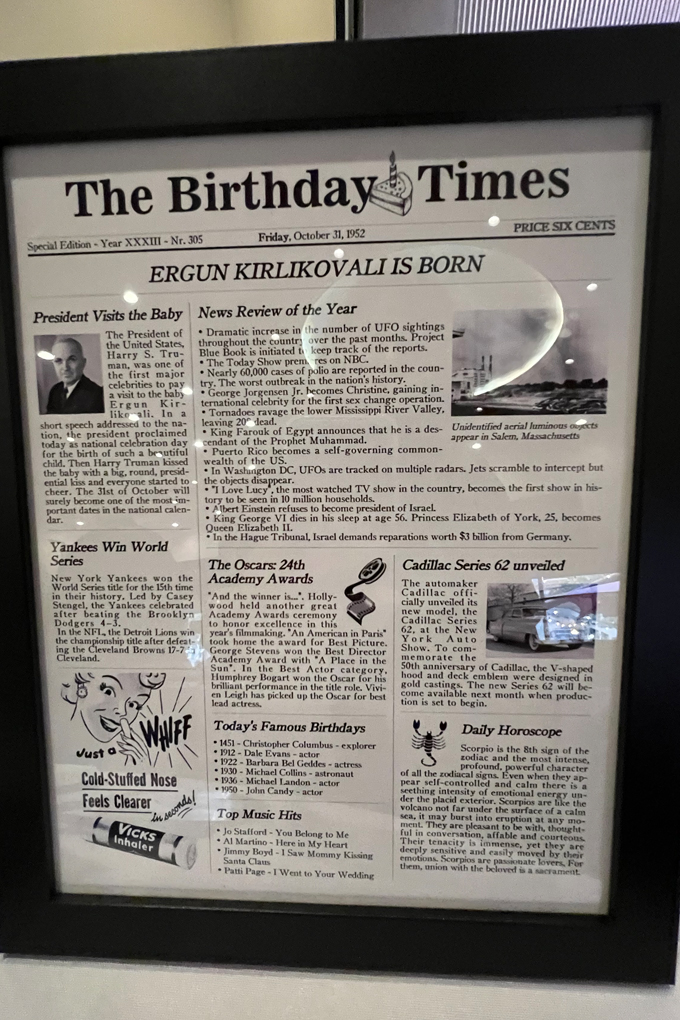 The Birthday Times
Special Edition - Year XXXIII - Nr. 305
Friday, October 31, 1952
PRICE SIX CENTS
ERGUN KIRLIKOVALI IS BORN
President Visits the Baby
The President of
the United States,
Harry S. Tru-
man, was one of
the first major
celebrities to pay
a visit to the baby
Ergun Kir-
likovali. In a
short speech addressed to the na-
tion, the president proclaimed
today as national celebration day
for the birth of such a beautiful
child. Then Harry Truman kissed
the baby with a big, round, presid-
ential kiss and everyone started to
cheer. The 31st of October will
surely become one of the most im-
portant dates in the national calen-
dar.
Yankees Win World
Series
New York Yankees won the
World Series title for the 15th time
in their history. Led by Casey
Stengel, the Yankees celebrated
after beating the Brooklyn
Dodgers 4-3.
In the NFL, the Detroit Lions win
the championship title after defeat-
ing the Cleveland Browns 17-7
Cleveland.
Just a WHIFF
Cold-Stuffed Nose
Feels Clearer
in seconds!
VICKS
Inhaler
News Review of the Year
• Dramatic increase in the number of UFO sightings
throughout the country over the past months. Project
Blue Book is initiated to keep track of the reports.
• The Today Show premieres on NBC.
• Nearly 60,000 cases of polio are reported in the coun-
try. The worst outbreak in the nation's history.
• George Jorgensen Jr. becomes Christine, gaining in-
ternational celebrity for the first sex change operation.
• Tornadoes ravage the lower Mississippi River Valley,
leaving dead.
• King Farouk of Egypt announces that he is a des-
cendant of the Prophet Muhammad.
• Puerto Rico becomes a self-governing common-
wealth of the US.
• In Washington DC, UFOs are tracked on multiple radars. Jets scramble to intercept but
the objects disappear.
• "I Love Lucy", the most watched TV show in the country, becomes the first show in his-
tory to be seen in 10 million households.
• Albert Einstein refuses to become president of Israel.
• King George VI dies in his sleep at age 56. Princess Elizabeth of York, 25, becomes
Queen Elizabeth II.
• In the Hague Tribunal, Israel demands reparations worth $3 billion from Germany.
Unidentified aerial luminous objects
appear in Salem, Massachusetts
The Oscars: 24th
Academy Awards
"And the winner is...". Holly-
wood held another great
Academy Awards ceremony
to honor excellence in this
year's filmmaking. "An American in Paris"
took home the award for Best Picture.
George Stevens won the Best Director
Academy Award with "A Place in the
Sun". In the Best Actor category,
Humphrey Bogart won the Oscar for his
brilliant performance in the title role. Vivi-
en Leigh has picked up the Oscar for best
lead actress.
Today's Famous Birthdays
• 1451 - Christopher Columbus - explorer
• 1912 - Dale Evans - actor
• 1922 - Barbara Bel Geddes - actress
• 1930 - Michael Collins - astronaut
• 1936 - Michael Landon - actor
• 1950 - John Candy - actor
Top Music Hits
• Jo Stafford - You Belong to Me
• Al Martino - Here in My Heart
• Jimmy Boyd - I Saw Mommy Kissing
Santa Claus
• Patti Page - I Went to Your Wedding
Cadillac Series 62 unveiled
The automaker
Cadillac offi-
cially unveiled its
new model, the
Cadillac Series
62, at the New
York Auto
Show. To com-
memorate the
50th anniversary of Cadillac, the V-shaped
hood and deck emblem were designed in
gold castings. The new Series 62 will be-
come available next month when produc-
tion is set to begin.
Daily Horoscope
Scorpio is the 8th sign of the
zodiac and the most intense,
profound, powerful character
of all the zodiacal signs. Even when they ap-
pear self-controlled and calm there is a
seething intensity of emotional energy un-
der the placid exterior. Scorpios are like the
volcano not far under the surface of a calm
sea, it may burst into eruption at any mo-
ment. They are pleasant to be with, thought-
ful in conversation, affable and courteous.
Their tenacity is immense, yet they are
deeply sensitive and easily moved by their
emotions. Scorpios are passionate lovers. For
them, union with the beloved is a sacrament.